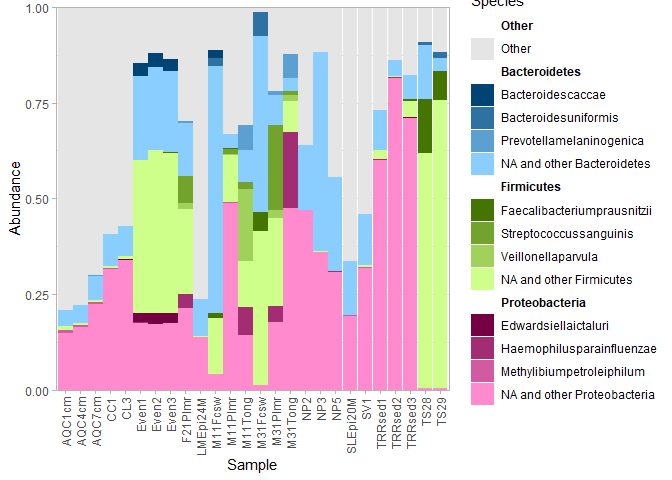 Species
Other
Other
Bacteroidetes
Bacteroidescaccae
Bacteroidesuniformis
Prevotellamelaninogenica
NA and other Bacteroidetes
Firmicutes
Faecalibacteriumprausnitzii
Streptococcussanguinis
Veillonellaparvula
NA and other Firmicutes
Proteobacteria
Edwardsiellaictaluri
Haemophilusparainfluenzae
Methylibiumpetroleiphilum
NA and other Proteobacteria
Abundance
1.00
0.75
0.50
0.25
0.00
AQC1cm
AQC4cm
AQC7cm
CC1
CL3
Even1
Even2
Even3
F21Plmr
LMEpi24M
M11Fcsw
M11Plmr
M11Tong
M31Fcsw
M31Plmr
M31Tong
NP2
NP3
NP5
SLEpi20M
SV1
TRRsed1
TRRsed2
TRRsed3
TS28
TS29
Sample